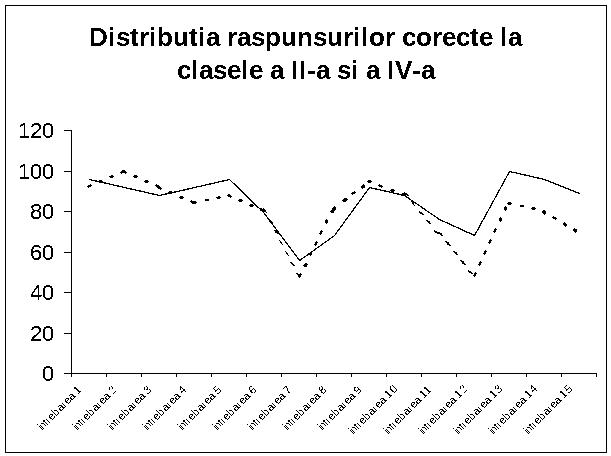 Distributia raspunsurilor corecte la
clasele a II-a si a IV-a
120
100
80
60
40
20
0
intrebarea 1
intrebarea 2
intrebarea 3
intrebarea 4
intrebarea 5
intrebarea 6
intrebarea 7
intrebarea 8
intrebarea 9
intrebarea 10
intrebarea 11
intrebarea 12
intrebarea 13
intrebarea 14
intrebarea 15